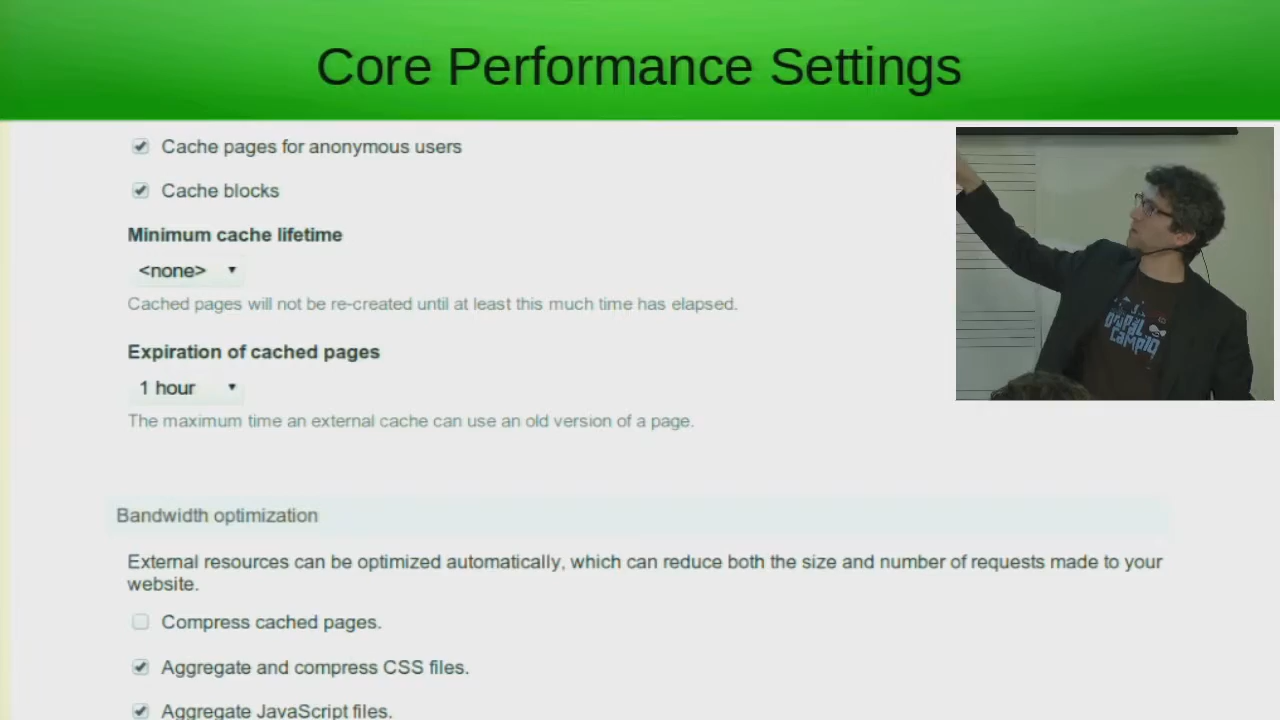 Core Performance Settings
Cache pages for anonymous users
Cache blocks
Minimum cache lifetime
<none>
Cached pages will not be re-created until at least this much time has elapsed.
Expiration of cached pages
1 hour
The maximum time an external cache can use an old version of a page.
Bandwidth optimization
External resources can be optimized automatically, which can reduce both the size and number of requests made to your
website.
Compress cached pages.
Aggregate and compress CSS files.
Aggregate JavaScript files.
Drupal
Camp